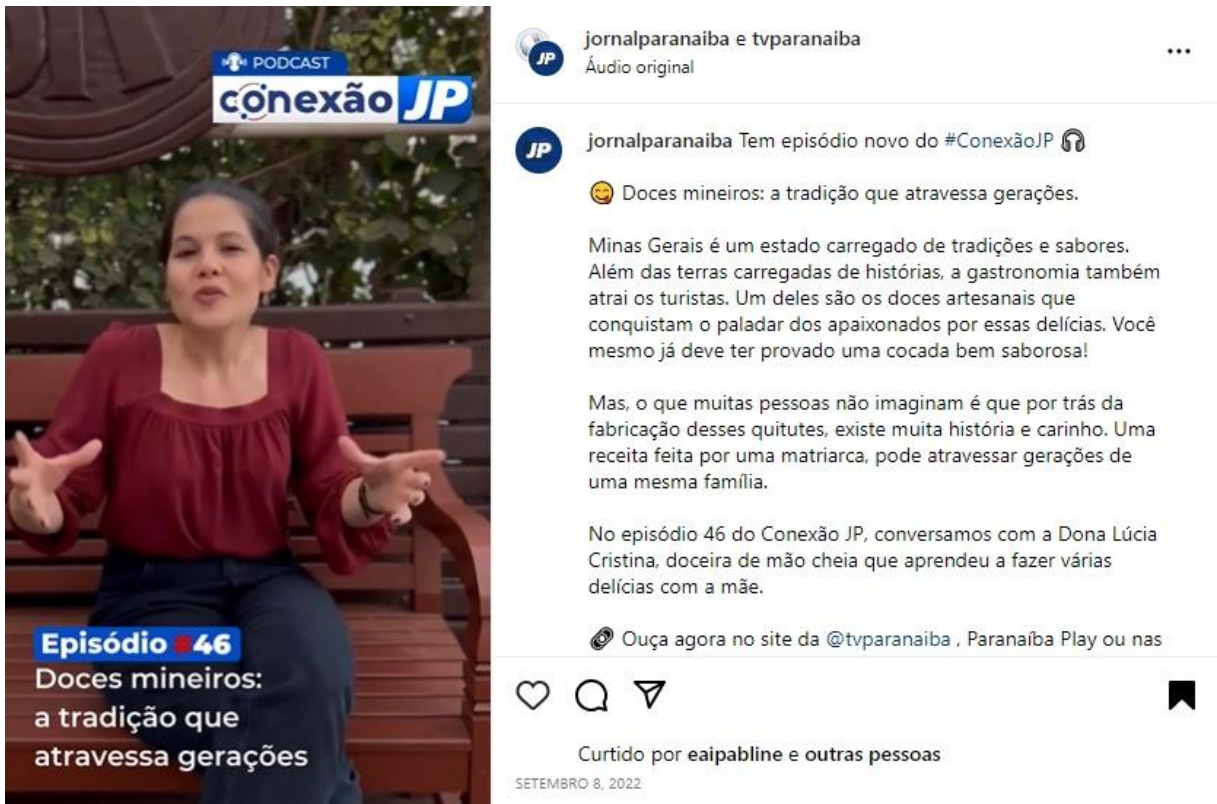 PODCAST
conexão JP
Episódio #46
Doces mineiros:
a tradição que
atravessa gerações
JP
jornalparanaiba e tvparanaiba
Áudio original
JP
jornalparanaiba Tem episódio novo do #ConexãoJP 🎧
😋 Doces mineiros: a tradição que atravessa gerações.
Minas Gerais é um estado carregado de tradições e sabores.
Além das terras carregadas de histórias, a gastronomia também
atrai os turistas. Um deles são os doces artesanais que
conquistam o paladar dos apaixonados por essas delícias. Você
mesmo já deve ter provado uma cocada bem saborosa!
Mas, o que muitas pessoas não imaginam é que por trás da
fabricação desses quitutes, existe muita história e carinho. Uma
receita feita por uma matriarca, pode atravessar gerações de
uma mesma família.
No episódio 46 do Conexão JP, conversamos com a Dona Lúcia
Cristina, doceira de mão cheia que aprendeu a fazer várias
delícias com a mãe.
Ouça agora no site da @tvparanaiba , Paranaíba Play ou nas
Curtido por eaipabline e outras pessoas
SETEMBRO 8, 2022